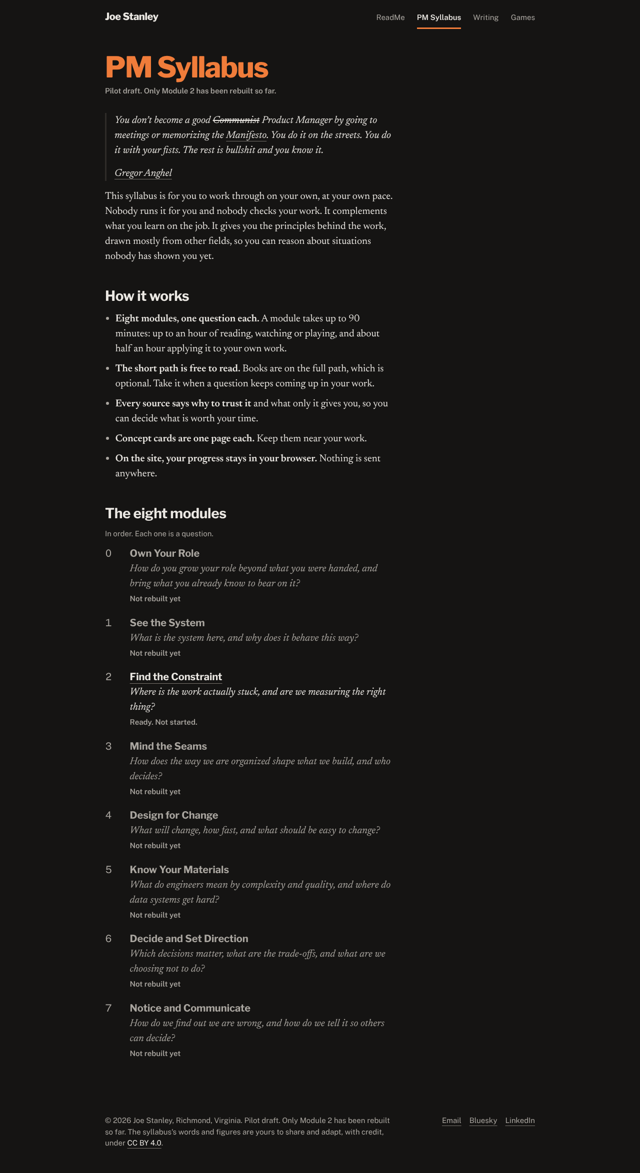 Joe Stanley
ReadMe PM Syllabus Writing Games
PM Syllabus
Pilot draft. Only Module 2 has been rebuilt so far.
You don't become a good Communist Product Manager by going to
meetings or memorizing the Manifesto. You do it on the streets. You do
it with your fists. The rest is bullshit and you know it.
Gregor Anghel
This syllabus is for you to work through on your own, at your own pace.
Nobody runs it for you and nobody checks your work. It complements
what you learn on the job. It gives you the principles behind the work,
drawn mostly from other fields, so you can reason about situations
nobody has shown you yet.
How it works
• Eight modules, one question each. A module takes up to 90
minutes: up to an hour of reading, watching or playing, and about
half an hour applying it to your own work.
• The short path is free to read. Books are on the full path, which is
optional. Take it when a question keeps coming up in your work.
• Every source says why to trust it and what only it gives you, so you
can decide what is worth your time.
• Concept cards are one page each. Keep them near your work.
• On the site, your progress stays in your browser. Nothing is sent
anywhere.
The eight modules
In order. Each one is a question.
0 Own Your Role
How do you grow your role beyond what you were handed, and
bring what you already know to bear on it?
Not rebuilt yet
1 See the System
What is the system here, and why does it behave this way?
Not rebuilt yet
2 Find the Constraint
Where is the work actually stuck, and are we measuring the right
thing?
Ready. Not started.
3 Mind the Seams
How does the way we are organized shape what we build, and who
decides?
Not rebuilt yet
4 Design for Change
What will change, how fast, and what should be easy to change?
Not rebuilt yet
5 Know Your Materials
What do engineers mean by complexity and quality, and where do
data systems get hard?
Not rebuilt yet
6 Decide and Set Direction
Which decisions matter, what are the trade-offs, and what are we
choosing not to do?
Not rebuilt yet
7 Notice and Communicate
How do we find out we are wrong, and how do we tell it so others
can decide?
Not rebuilt yet
© 2026 Joe Stanley, Richmond, Virginia. Pilot draft. Only Module 2 has been rebuilt
so far. The syllabus's words and figures are yours to share and adapt, with credit,
under CC BY 4.0.
Email Bluesky LinkedIn